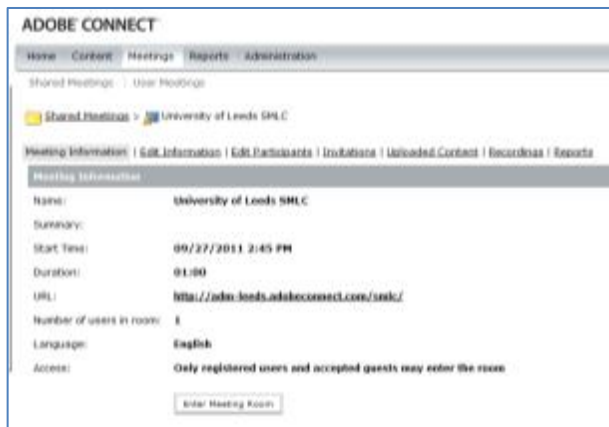 ADOBE CONNECT
Home Content Meetings Reports Administration
Shared Meetings | User Meetings
Shared Meetings > University of Leeds SMLC
Meeting Information | Edit Information | Edit Participants | Invitations | Uploaded Content | Recordings | Reports
Meeting Information
Name: University of Leeds SMLC
Summary:
Start Time: 09/27/2011 2:45 PM
Duration: 01:00
URL: http://adm-leeds.adobeconnect.com/smlc/
Number of users in room: 1
Language: English
Access: Only registered users and accepted guests may enter the room
Enter Meeting Room